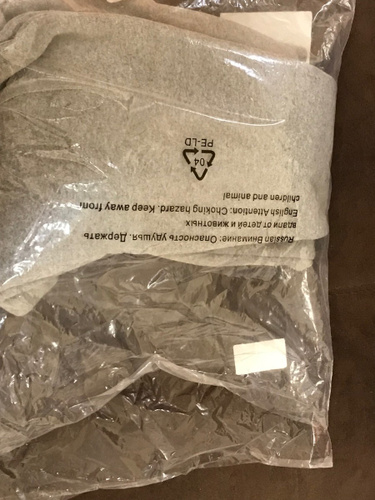 Russian Внимание: Опасность удушья. Держать
вдали от детей и животных
English Attention: Choking hazard. Keep away from
children and animal
04
PE-LD